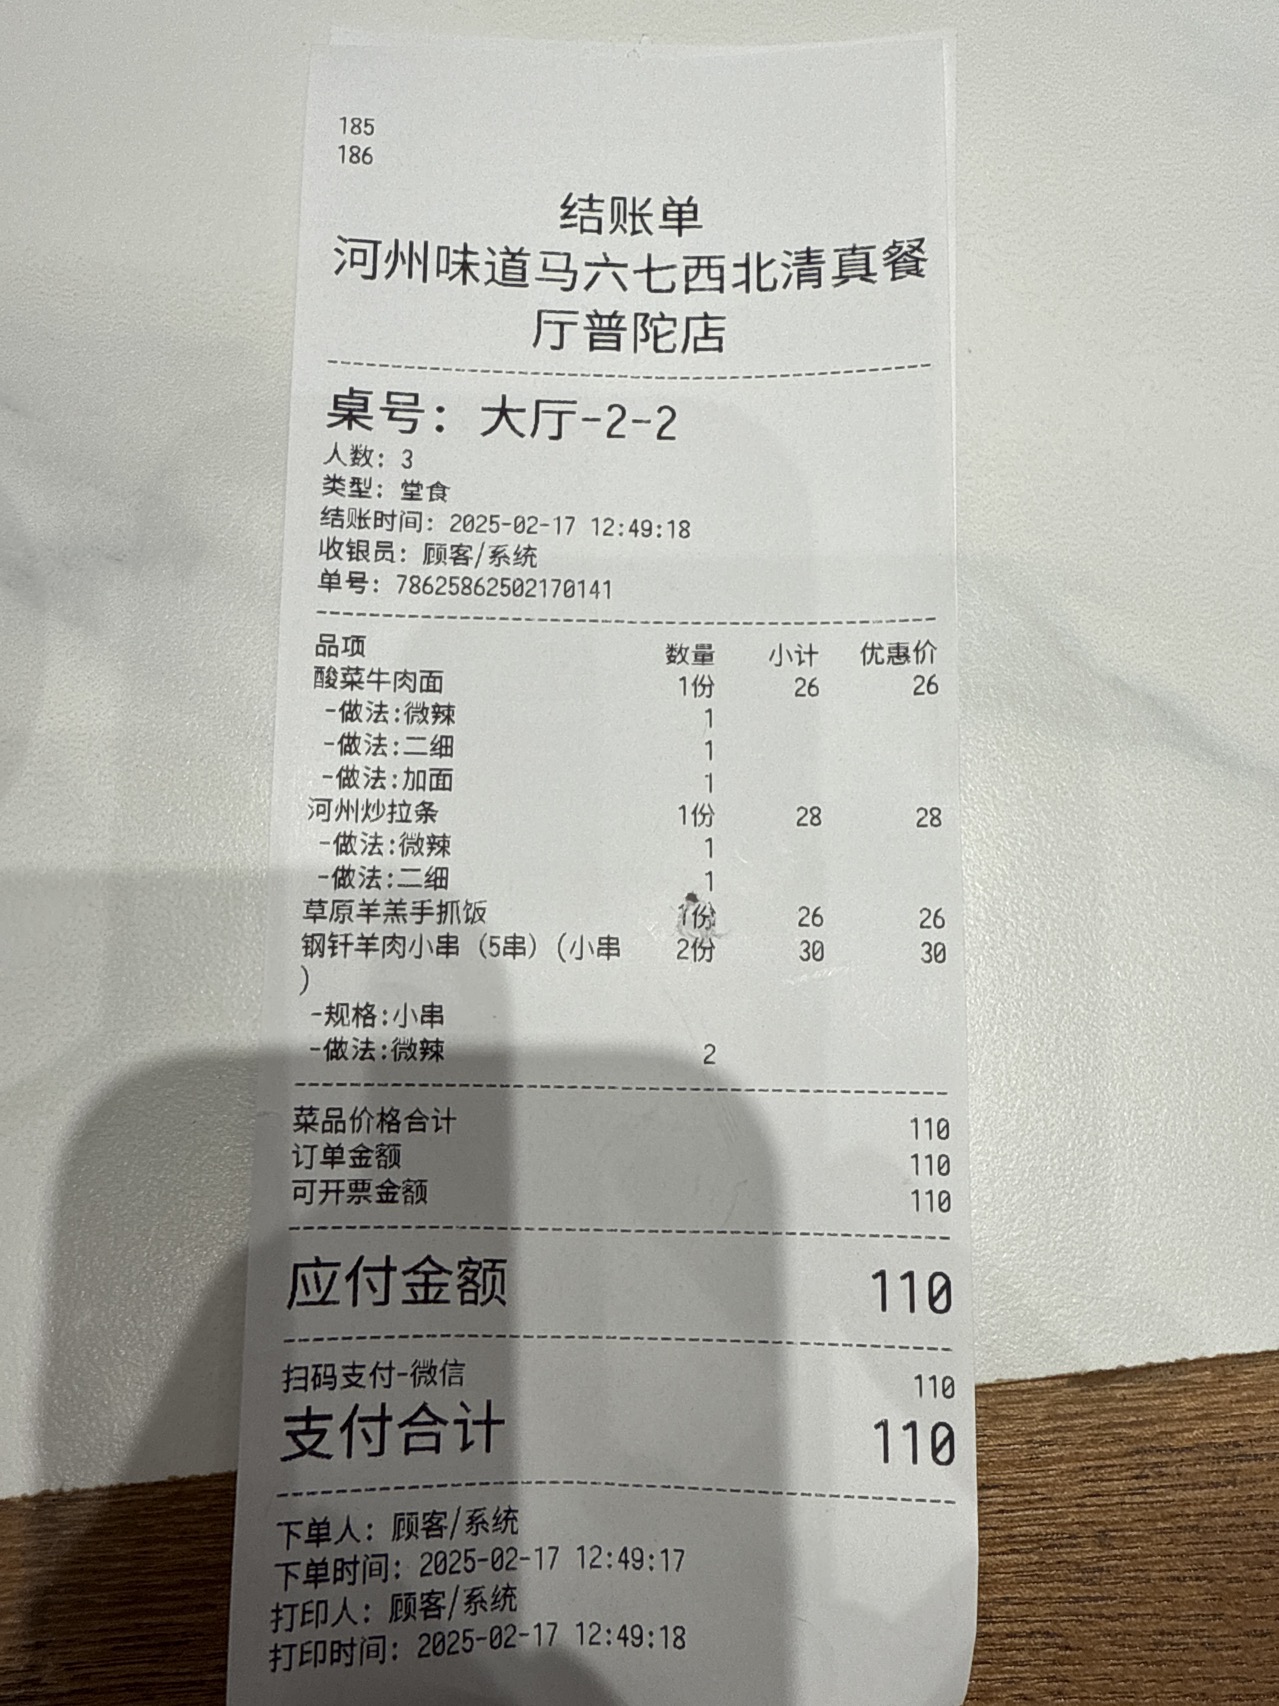 185
186
结账单
河州味道马六七西北清真餐
厅普陀店
桌号：大厅-2-2
人数：3
类型：堂食
结账时间：2025-02-17 12:49:18
收银员：顾客/系统
单号：78625862502170141
品项 数量 小计 优惠价
酸菜牛肉面 1份 26 26
-做法:微辣 1
-做法:二细 1
-做法:加面 1
河州炒拉条 1份 28 28
-做法:微辣 1
-做法:二细 1
草原羊羔手抓饭 1份 26 26
钢钎羊肉小串（5串）(小串 2份 30 30
)
-规格:小串
-做法:微辣 2
菜品价格合计 110
订单金额 110
可开票金额 110
应付金额 110
扫码支付-微信 110
支付合计 110
下单人：顾客/系统
下单时间：2025-02-17 12:49:17
打印人：顾客/系统
打印时间：2025-02-17 12:49:18